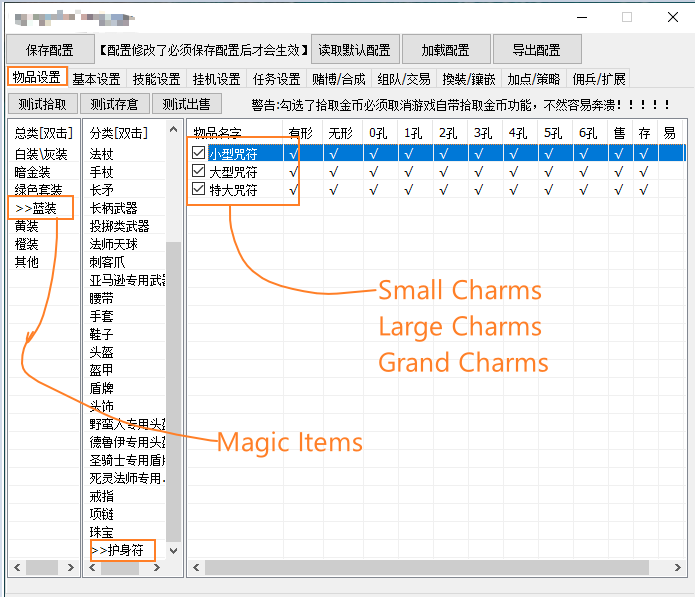 保存配置 【配置修改了必须保存配置后才会生效】 读取默认配置 加载配置 导出配置
物品设置 基本设置 技能设置 挂机设置 任务设置 赌博/合成 组队/交易 换装/镶嵌 加点/策略 佣兵/扩展
测试拾取 测试存仓 测试出售 警告:勾选了拾取金币必须取消游戏自带拾取金币功能，不然容易奔溃！！！！！
总类[双击]
白装\灰装
暗金装
绿色套装
>>蓝装
黄装
橙装
其他
分类[双击]
法杖
手杖
长矛
长柄武器
投掷类武器
法师天球
刺客爪
亚马逊专用武器
腰带
手套
鞋子
头盔
盔甲
盾牌
头饰
野蛮人专用头盔
德鲁伊专用头盔
圣骑士专用盾牌
死灵法师专用.
戒指
项链
珠宝
>>护身符
物品名字 有形 无形 0孔 1孔 2孔 3孔 4孔 5孔 6孔 售 存 易
小型咒符 √ √ √ √ √ √ √ √ √ √ √
大型咒符 √ √ √ √ √ √ √ √ √ √ √
特大咒符 √ √ √ √ √ √ √ √ √ √ √
Small Charms
Large Charms
Grand Charms
Magic Items